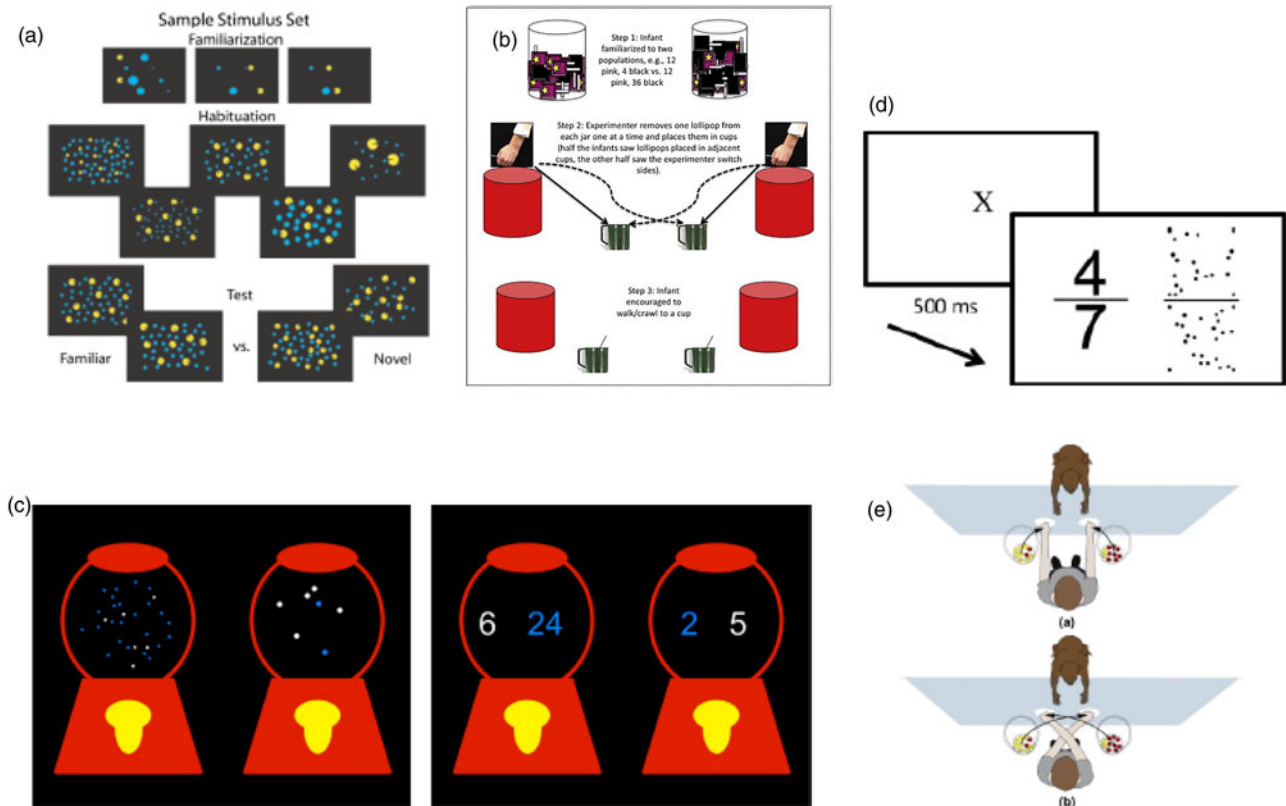 (a)
Sample Stimulus Set
Familiarization
Habituation
Test
Familiar
vs.
Novel
(b)
Step 1: Infant
familiarized to two
populations, e.g., 12
pink, 4 black vs. 12
pink, 36 black
Step 2: Experimenter removes one lollipop from
each jar one at a time and places them in cups
(half the infants saw lollipops placed in adjacent
cups, the other half saw the experimenter switch
sides).
Step 3: Infant
encouraged to
walk/crawl to a cup
(d)
X
500 ms
4
7
(c)
6 24
2 5
(e)
(a)
(b)